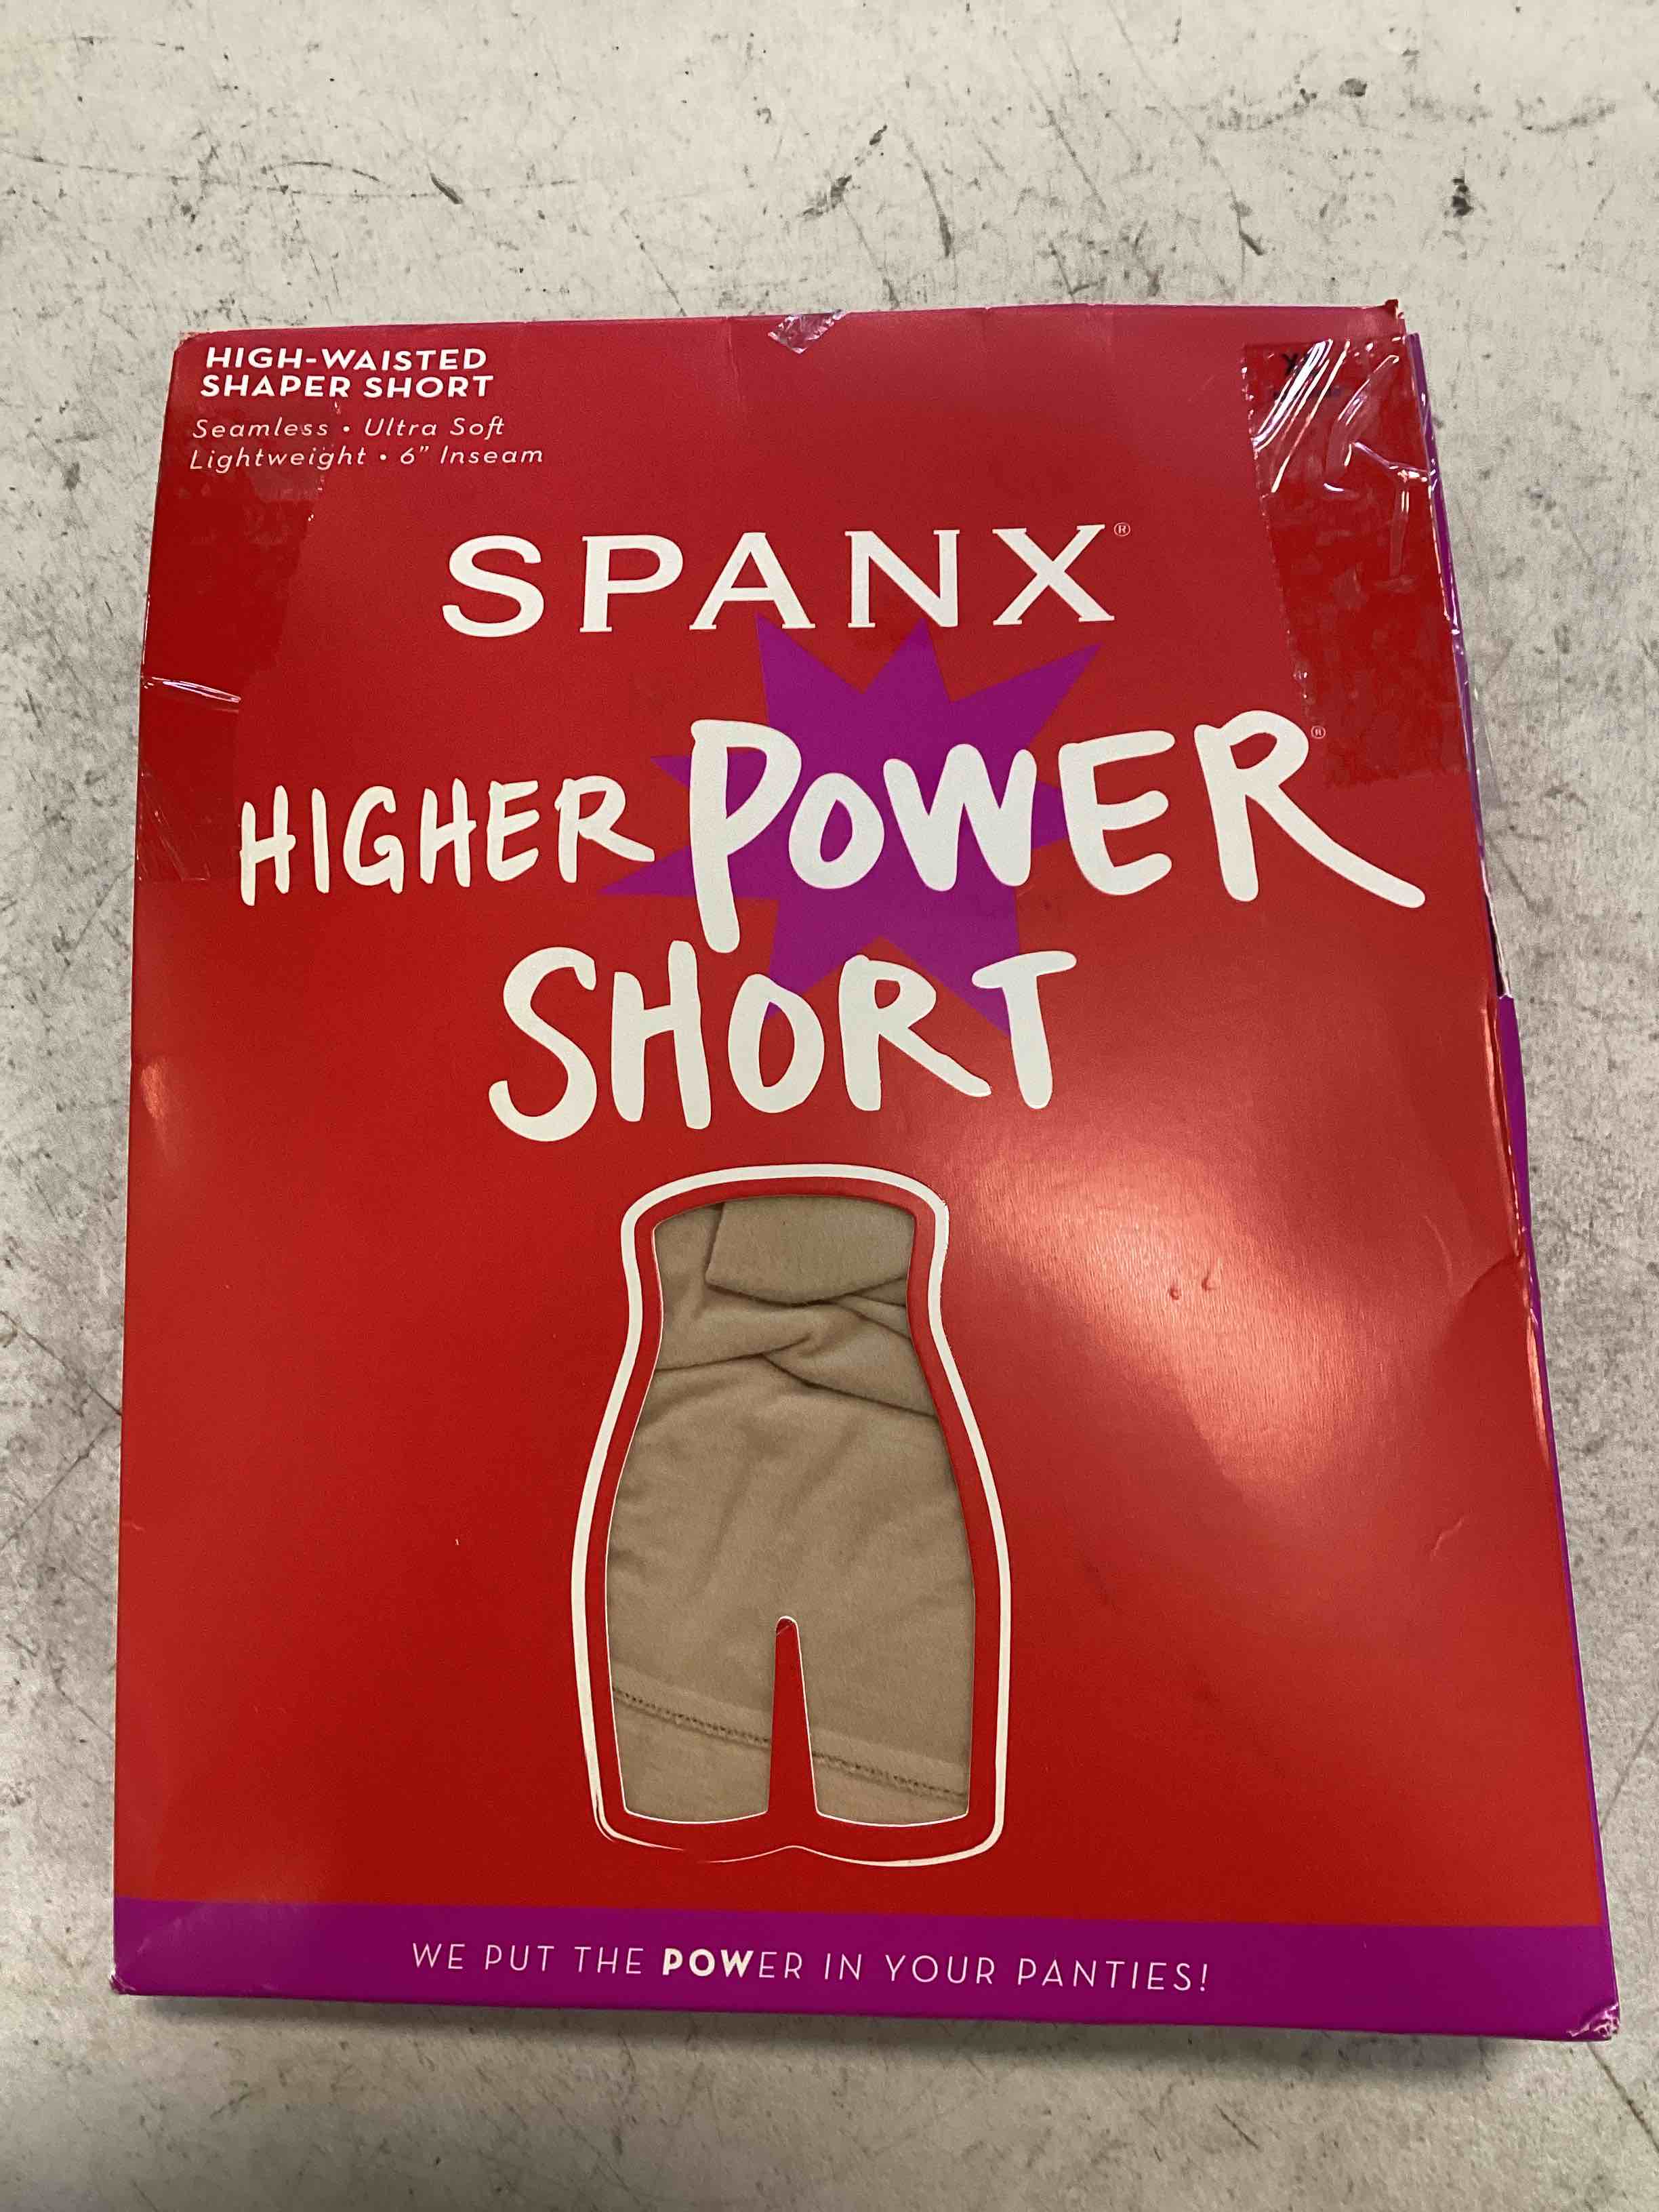 HIGH-WAISTED
SHAPER SHORT
Seamless • Ultra Soft
Lightweight • 6" Inseam
SPANX®
HIGHER POWER®
SHORT
WE PUT THE POWER IN YOUR PANTIES!